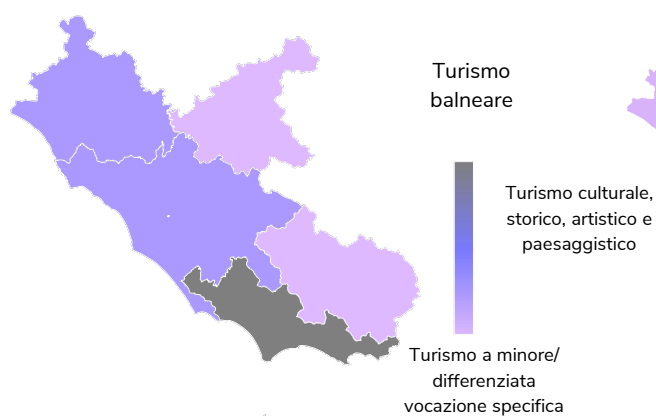 Turismo
balneare
Turismo culturale,
storico, artistico e
paesaggistico
Turismo a minore/
differenziata
vocazione specifica